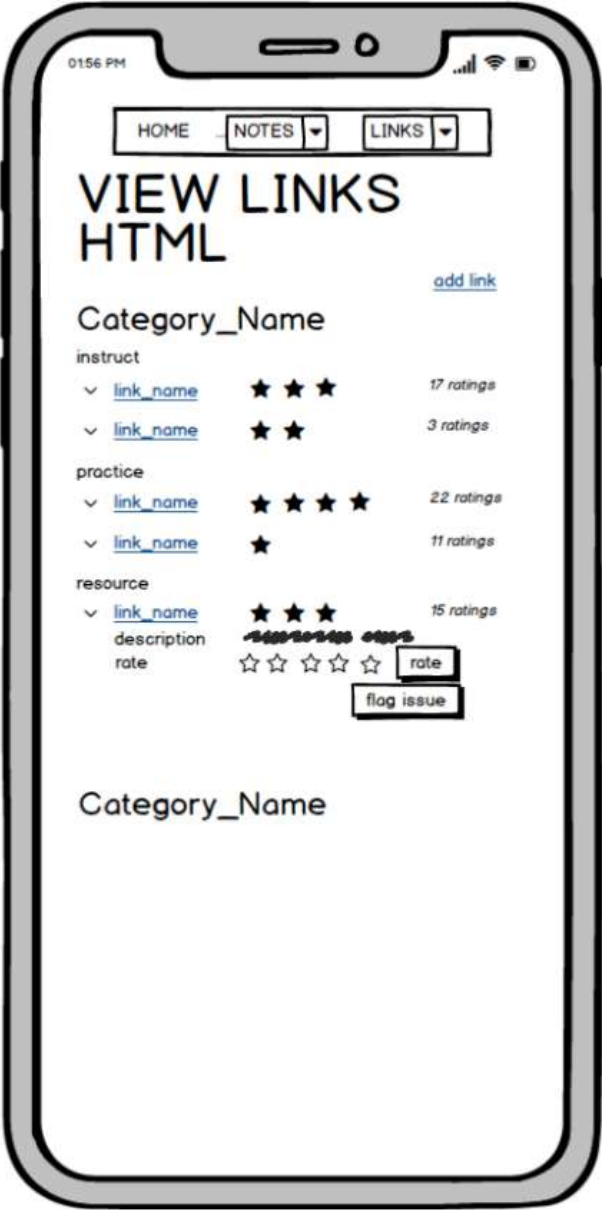 01:56 PM
HOME NOTES LINKS
VIEW LINKS
HTML
add link
Category_Name
instruct
link_name 17 ratings
link_name 3 ratings
practice
link_name 22 ratings
link_name 11 ratings
resource
link_name 15 ratings
description
rate rate
flag issue
Category_Name